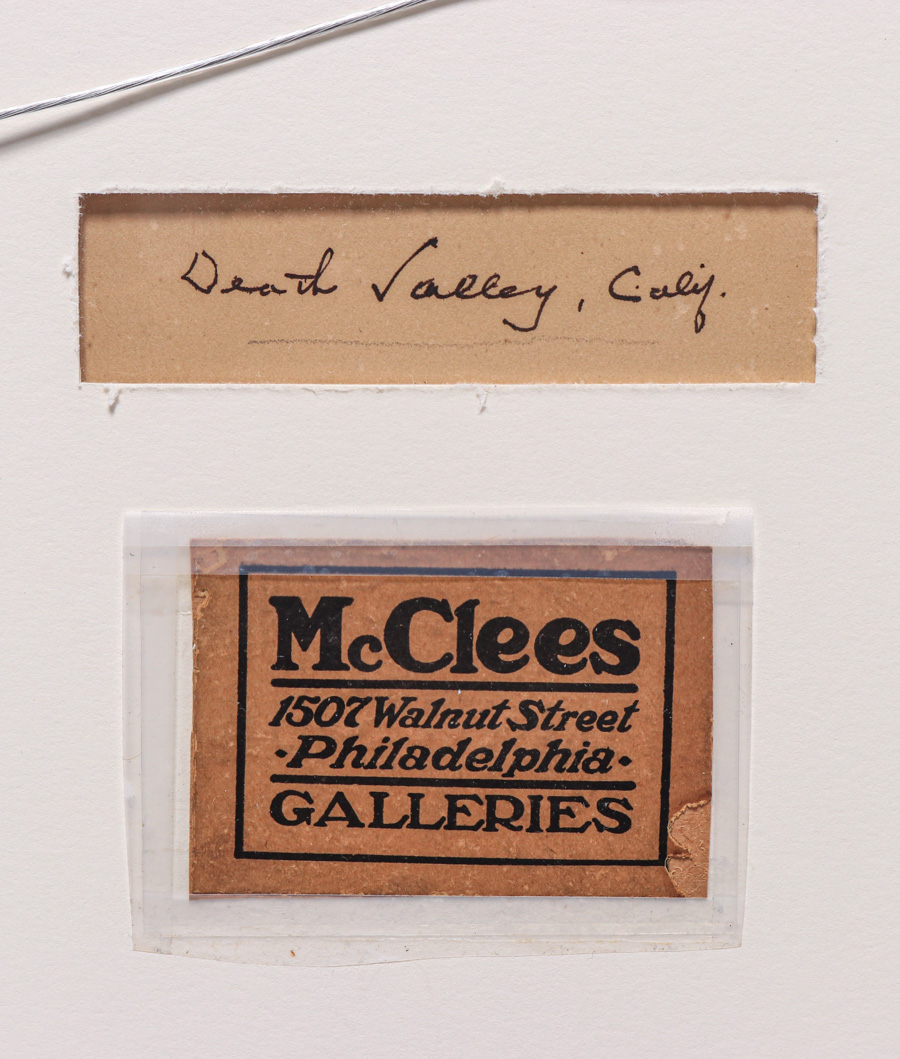 Death Valley, Calif.
McClees
1507 Walnut Street
·Philadelphia·
GALLERIES